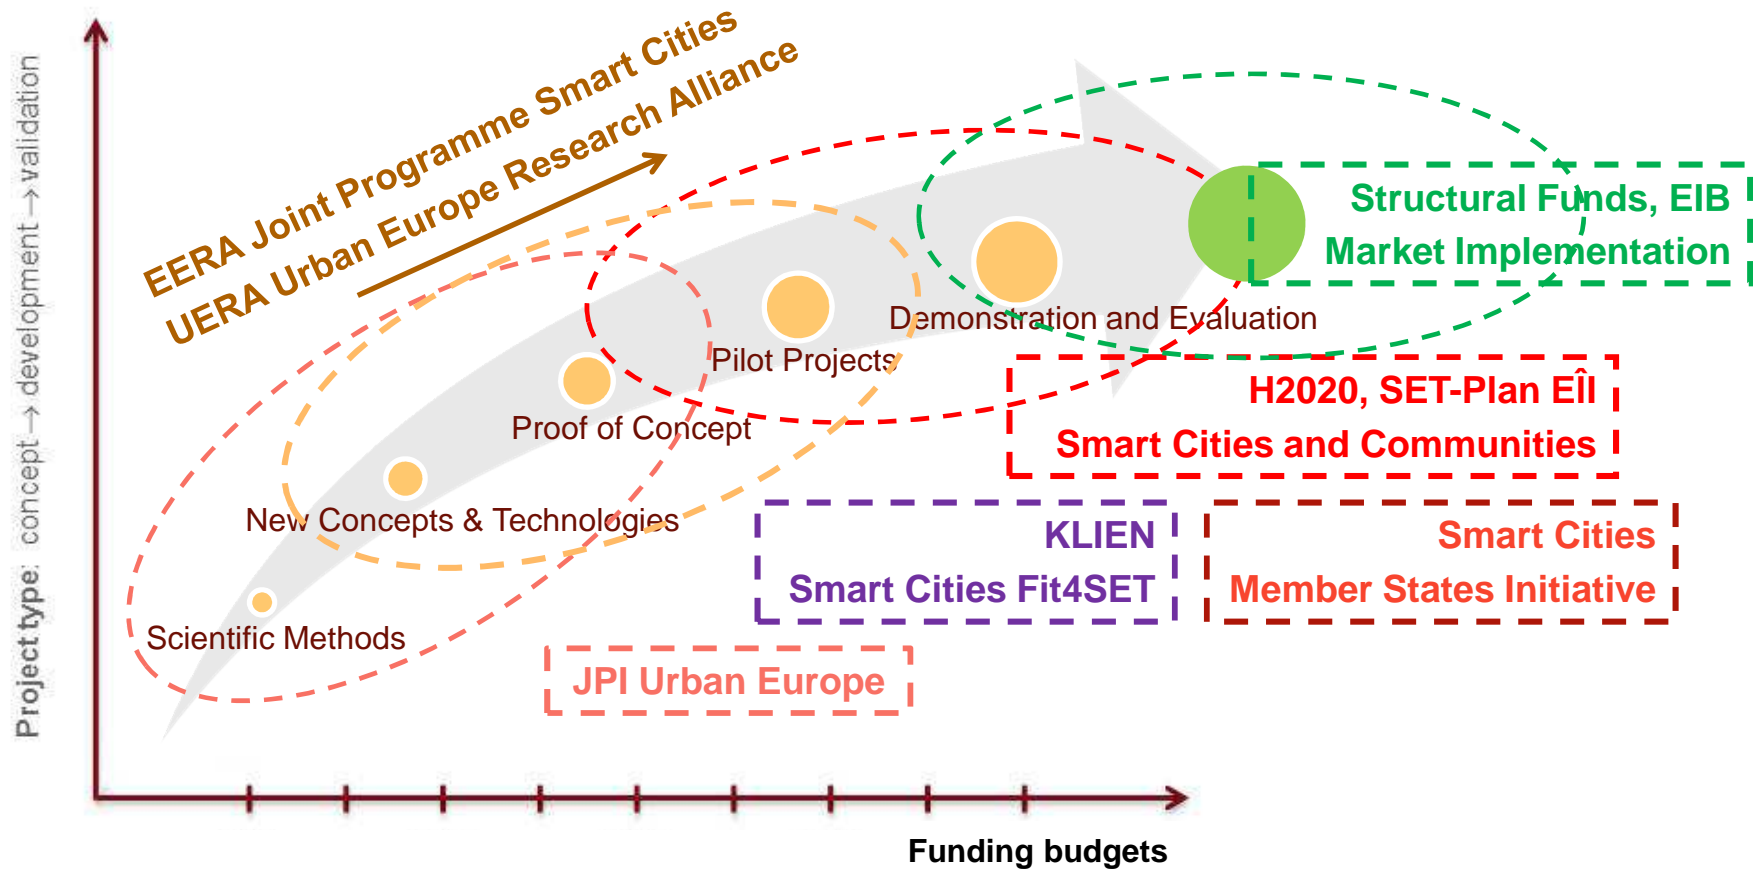 EERA Joint Programme Smart Cities
UERA Urban Europe Research Alliance
Project type: concept → development → validation
Structural Funds, EIB
Market Implementation
Demonstration and Evaluation
Pilot Projects
H2020, SET-Plan EÎI
Smart Cities and Communities
Proof of Concept
New Concepts & Technologies
KLIEN
Smart Cities Fit4SET
Smart Cities
Member States Initiative
Scientific Methods
JPI Urban Europe
Funding budgets